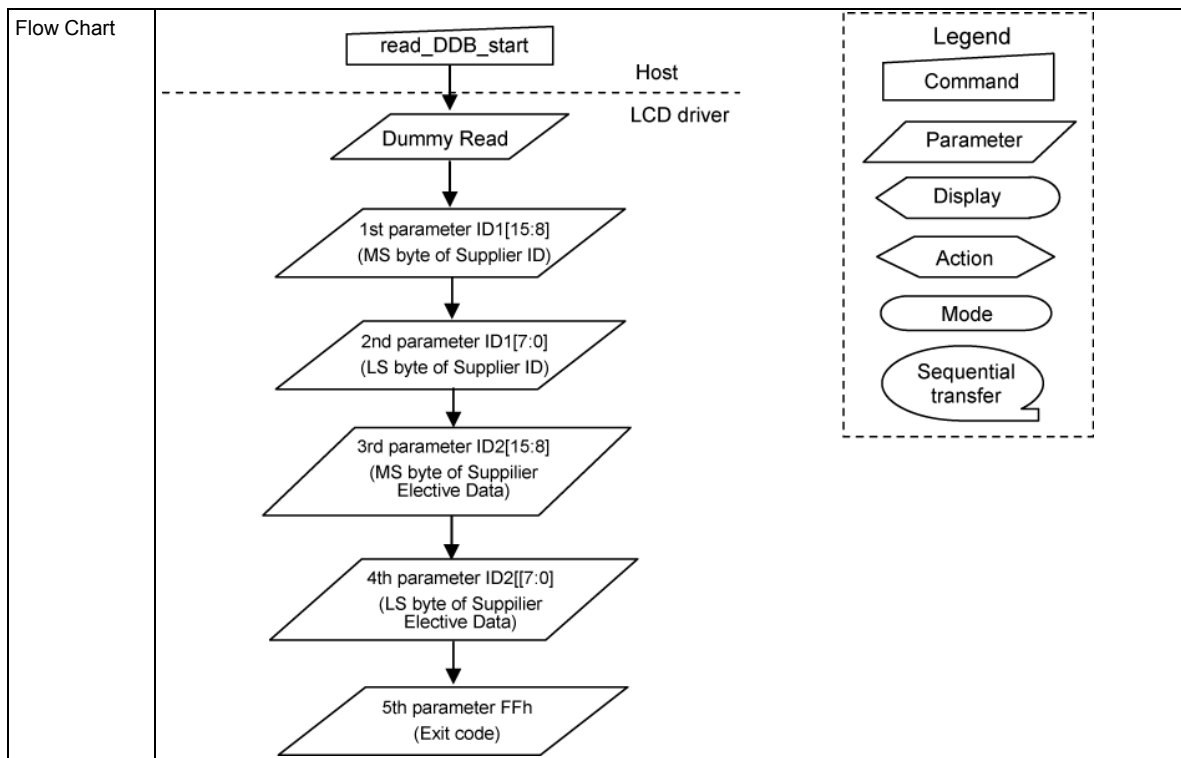 Flow Chart
read_DDB_start
Host
LCD driver
Dummy Read
1st parameter ID1[15:8]
(MS byte of Supplier ID)
2nd parameter ID1[7:0]
(LS byte of Supplier ID)
3rd parameter ID2[15:8]
(MS byte of Suppilier
Elective Data)
4th parameter ID2[[7:0]
(LS byte of Suppilier
Elective Data)
5th parameter FFh
(Exit code)
Legend
Command
Parameter
Display
Action
Mode
Sequential
transfer